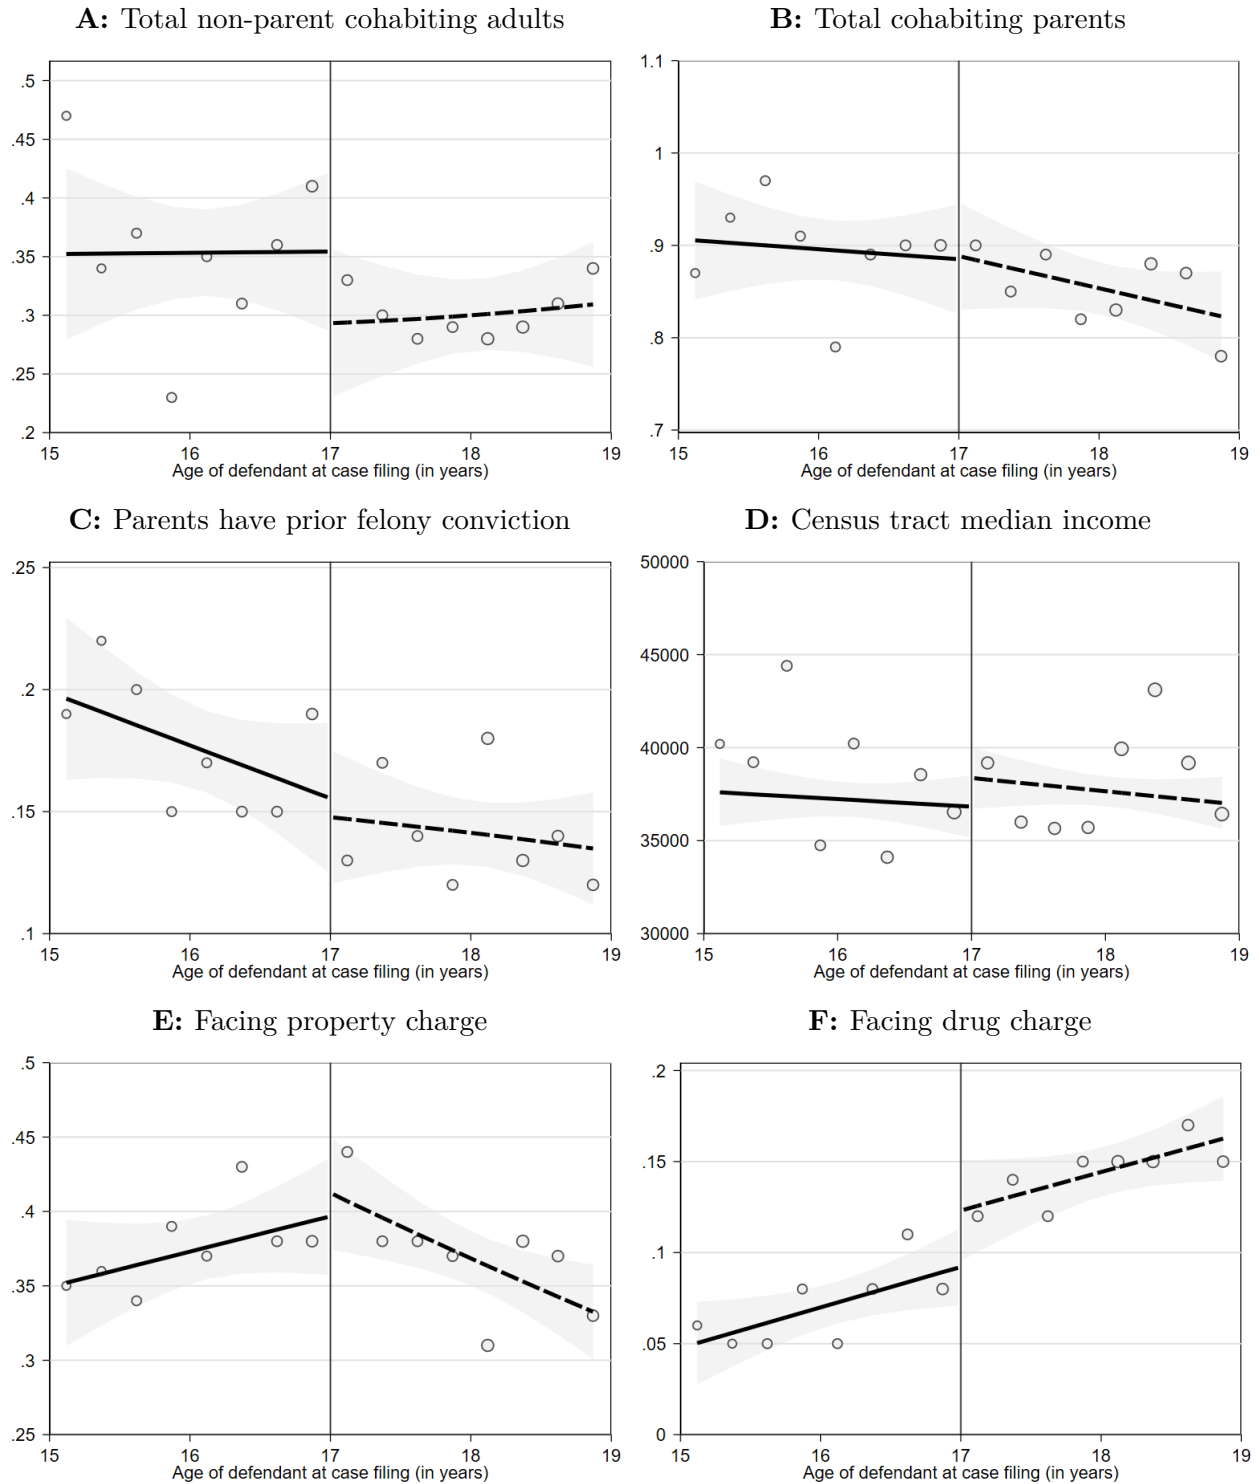 A: Total non-parent cohabiting adults
.5
.45
.4
.35
.3
.25
.2
15 16 17 18 19
Age of defendant at case filing (in years)
B: Total cohabiting parents
1.1
1
.9
.8
.7
15 16 17 18 19
Age of defendant at case filing (in years)
C: Parents have prior felony conviction
.25
.2
.15
.1
15 16 17 18 19
Age of defendant at case filing (in years)
D: Census tract median income
50000
45000
40000
35000
30000
15 16 17 18 19
Age of defendant at case filing (in years)
E: Facing property charge
.5
.45
.4
.35
.3
.25
15 16 17 18 19
Age of defendant at case filing (in years)
F: Facing drug charge
.2
.15
.1
.05
0
15 16 17 18 19
Age of defendant at case filing (in years)